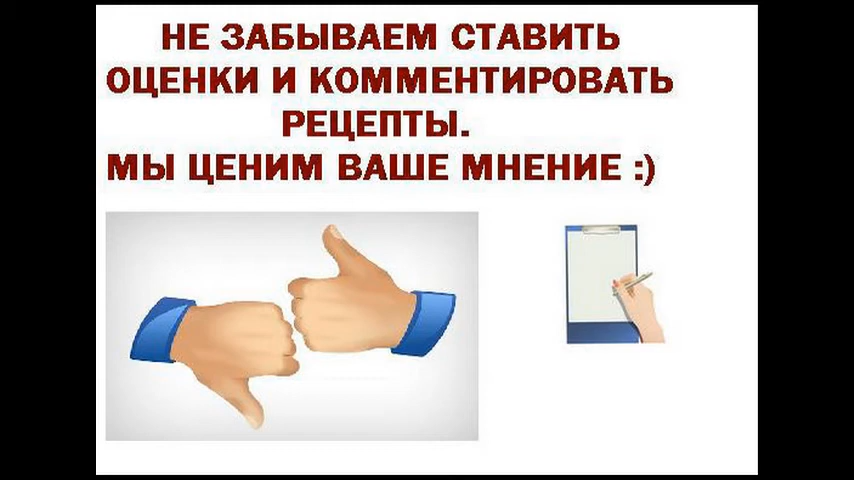 НЕ ЗАБЫВАЕМ СТАВИТЬ
ОЦЕНКИ И КОММЕНТИРОВАТЬ
РЕЦЕПТЫ.
МЫ ЦЕНИМ ВАШЕ МНЕНИЕ :)